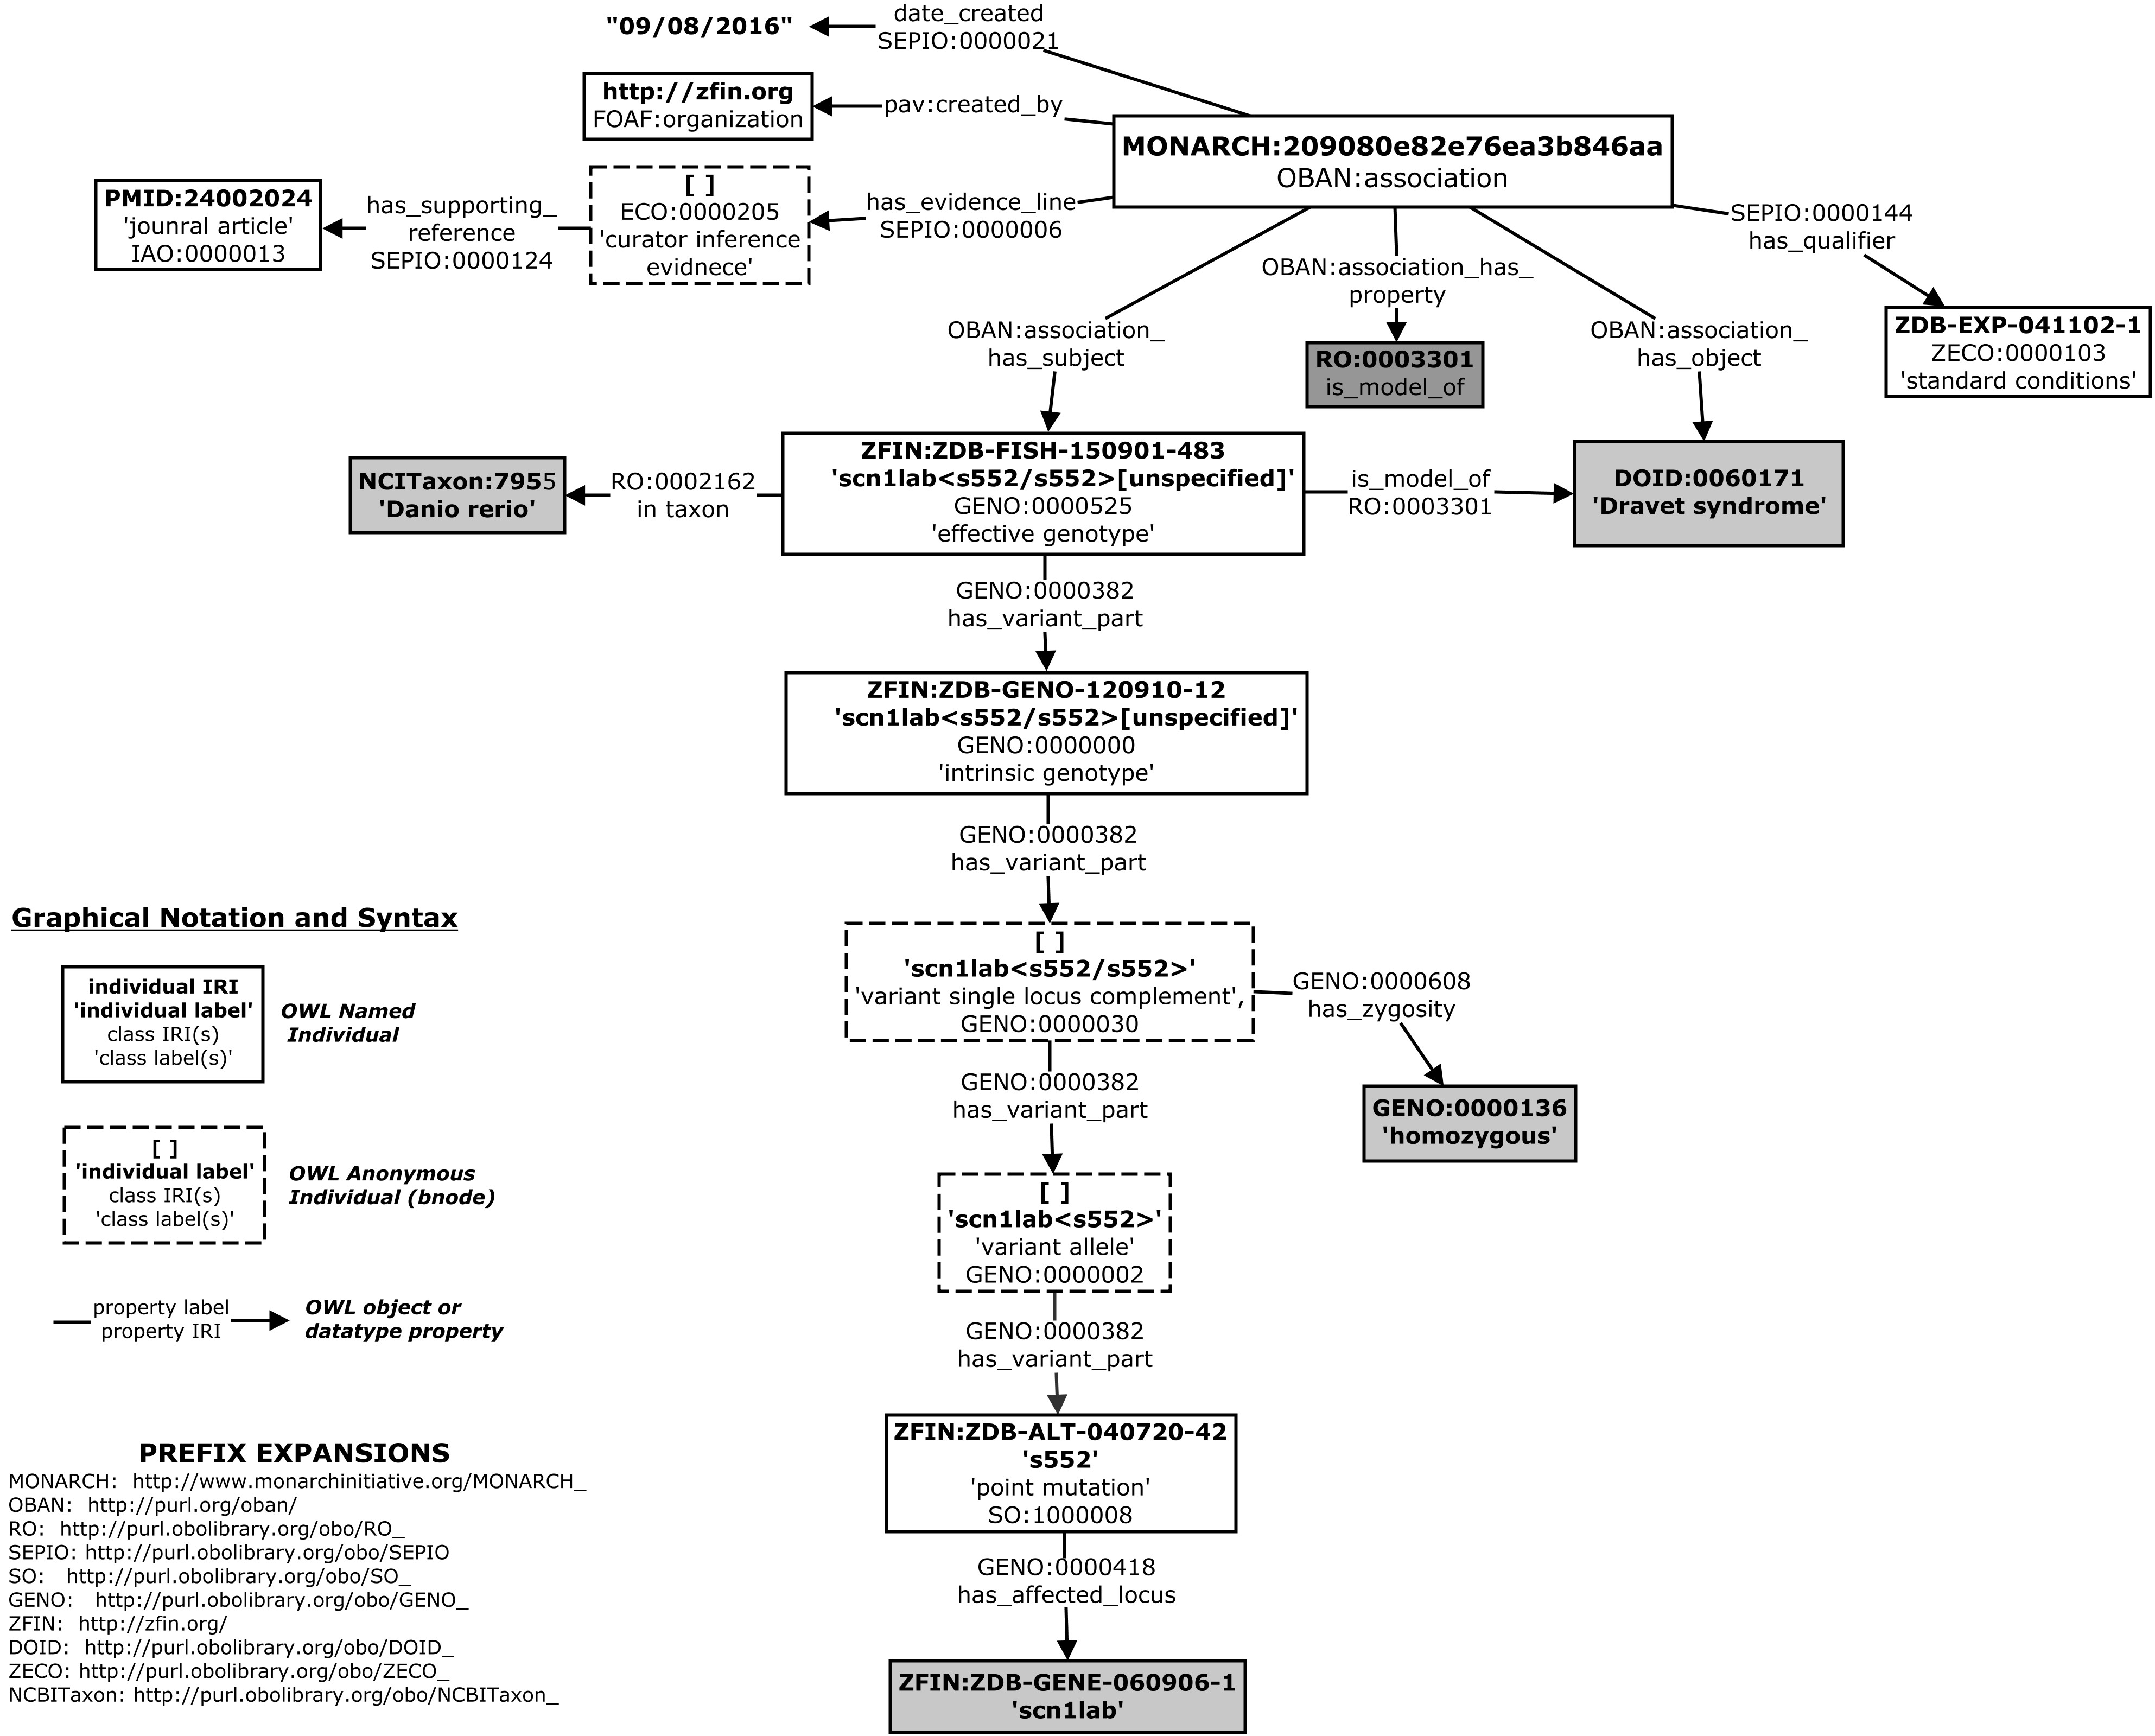 "09/08/2016"
date_created
SEPIO:0000021
http://zfin.org
FOAF:organization
pav:created_by
MONARCH:209080e82e76ea3b846aa
OBAN:association
PMID:24002024
'jounral article'
IAO:0000013
has_supporting_
reference
SEPIO:0000124
[ ]
ECO:0000205
'curator inference
evidnece'
has_evidence_line
SEPIO:0000006
SEPIO:0000144
has_qualifier
ZDB-EXP-041102-1
ZECO:0000103
'standard conditions'
OBAN:association_
has_subject
OBAN:association_has_
property
OBAN:association_
has_object
RO:0003301
is_model_of
NCITaxon:7955
'Danio rerio'
RO:0002162
in taxon
ZFIN:ZDB-FISH-150901-483
'scn1lab<s552/s552>[unspecified]'
GENO:0000525
'effective genotype'
is_model_of
RO:0003301
DOID:0060171
'Dravet syndrome'
GENO:0000382
has_variant_part
ZFIN:ZDB-GENO-120910-12
'scn1lab<s552/s552>[unspecified]'
GENO:0000000
'intrinsic genotype'
GENO:0000382
has_variant_part
[ ]
'scn1lab<s552/s552>'
'variant single locus complement',
GENO:0000030
GENO:0000608
has_zygosity
GENO:0000136
'homozygous'
GENO:0000382
has_variant_part
[ ]
'scn1lab<s552>'
'variant allele'
GENO:0000002
GENO:0000382
has_variant_part
ZFIN:ZDB-ALT-040720-42
's552'
'point mutation'
SO:1000008
GENO:0000418
has_affected_locus
ZFIN:ZDB-GENE-060906-1
'scn1lab'
Graphical Notation and Syntax
individual IRI
'individual label'
class IRI(s)
'class label(s)'
OWL Named
Individual
[ ]
'individual label'
class IRI(s)
'class label(s)'
OWL Anonymous
Individual (bnode)
property label
property IRI
OWL object or
datatype property
PREFIX EXPANSIONS
MONARCH: http://www.monarchinitiative.org/MONARCH_
OBAN: http://purl.org/oban/
RO: http://purl.obolibrary.org/obo/RO_
SEPIO: http://purl.obolibrary.org/obo/SEPIO
SO: http://purl.obolibrary.org/obo/SO_
GENO: http://purl.obolibrary.org/obo/GENO_
ZFIN: http://zfin.org/
DOID: http://purl.obolibrary.org/obo/DOID_
ZECO: http://purl.obolibrary.org/obo/ZECO_
NCBITaxon: http://purl.obolibrary.org/obo/NCBITaxon_